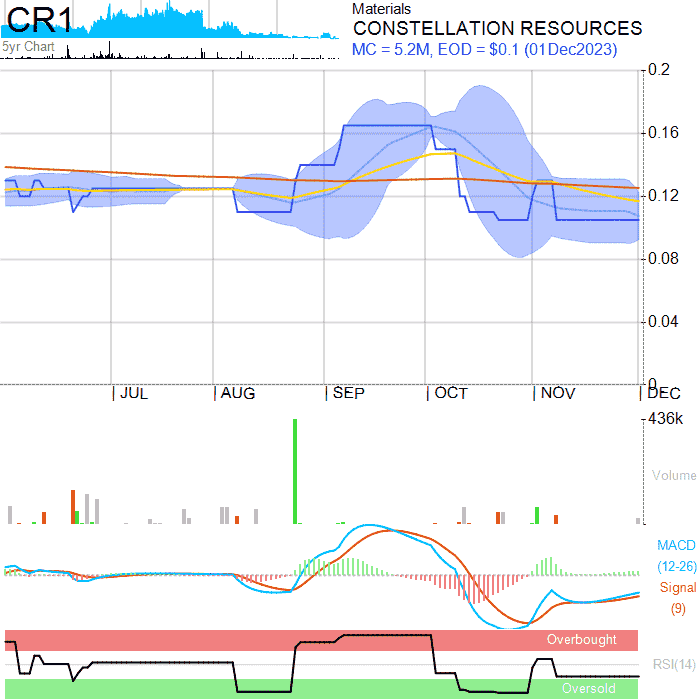 CR1
5yr Chart
Materials
CONSTELLATION RESOURCES
MC = 5.2M, EOD = $0.1 (01Dec2023)
0.2
0.16
0.12
0.08
0.04
0
| JUL | AUG | SEP | OCT | NOV | DEC
436k
Volume
MACD
(12-26)
Signal
(9)
Overbought
RSI(14)
Oversold